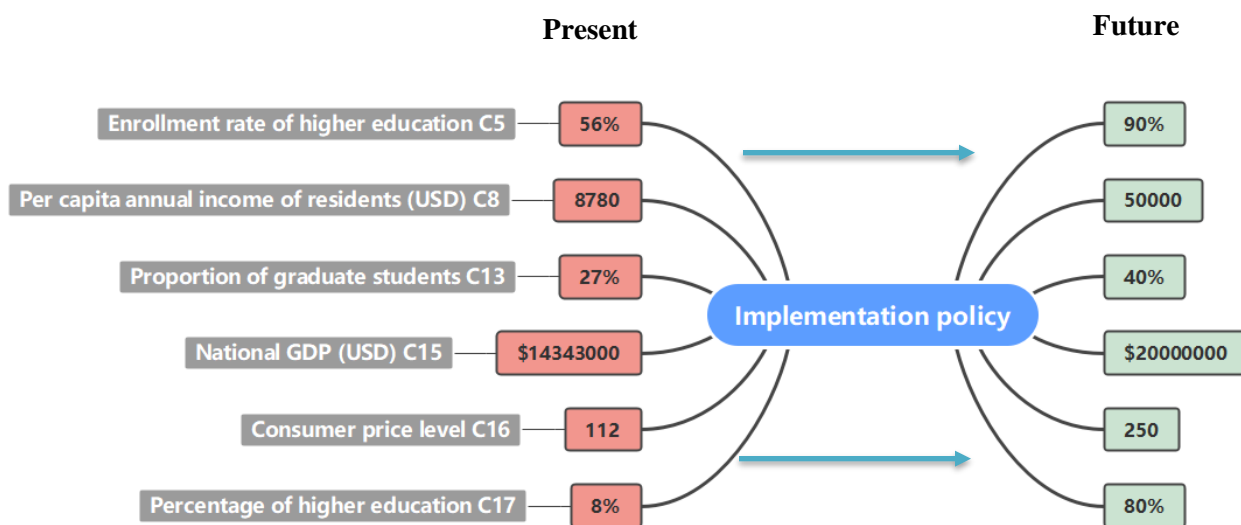 Present Future
Enrollment rate of higher education C5 56% 90%
Per capita annual income of residents (USD) C8 8780 50000
Proportion of graduate students C13 27% 40%
Implementation policy
National GDP (USD) C15 $14343000 $20000000
Consumer price level C16 112 250
Percentage of higher education C17 8% 80%